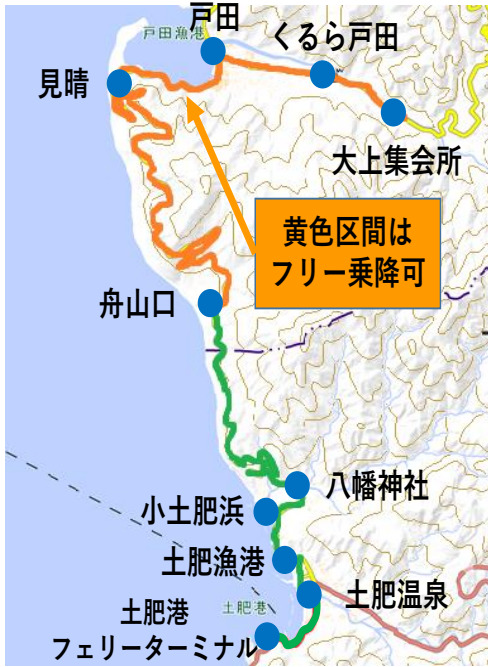 戸田漁港
戸田
くるら戸田
見晴
大上集会所
黄色区間は
フリー乗降可
舟山口
八幡神社
小土肥浜
土肥漁港
土肥温泉
土肥港
土肥港
フェリーターミナル